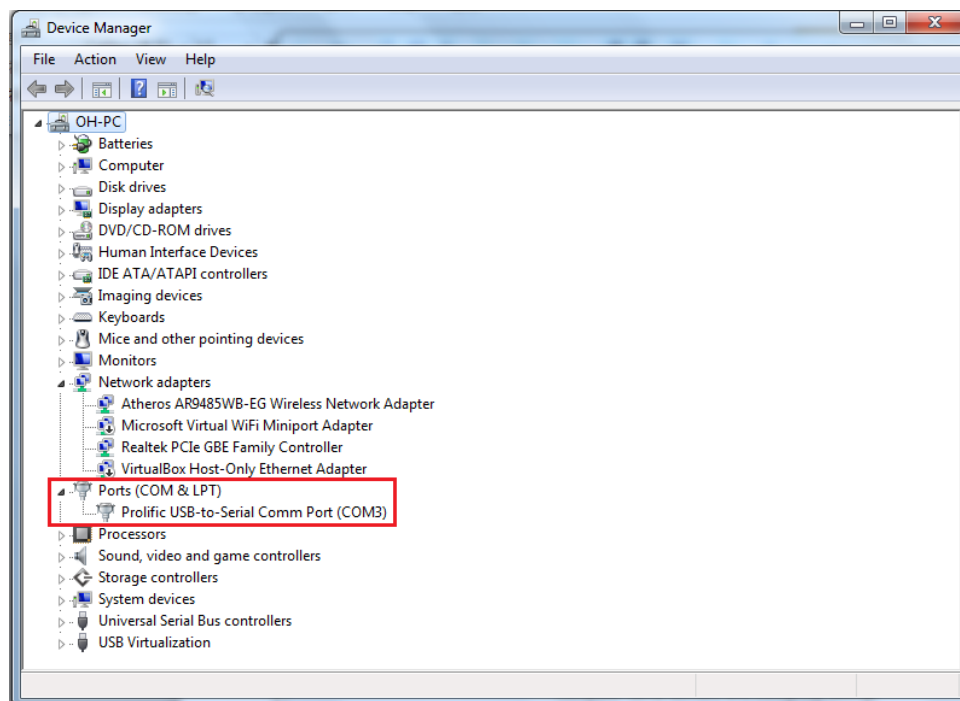 Device Manager
File Action View Help
OH-PC
Batteries
Computer
Disk drives
Display adapters
DVD/CD-ROM drives
Human Interface Devices
IDE ATA/ATAPI controllers
Imaging devices
Keyboards
Mice and other pointing devices
Monitors
Network adapters
Atheros AR9485WB-EG Wireless Network Adapter
Microsoft Virtual WiFi Miniport Adapter
Realtek PCIe GBE Family Controller
VirtualBox Host-Only Ethernet Adapter
Ports (COM & LPT)
Prolific USB-to-Serial Comm Port (COM3)
Processors
Sound, video and game controllers
Storage controllers
System devices
Universal Serial Bus controllers
USB Virtualization